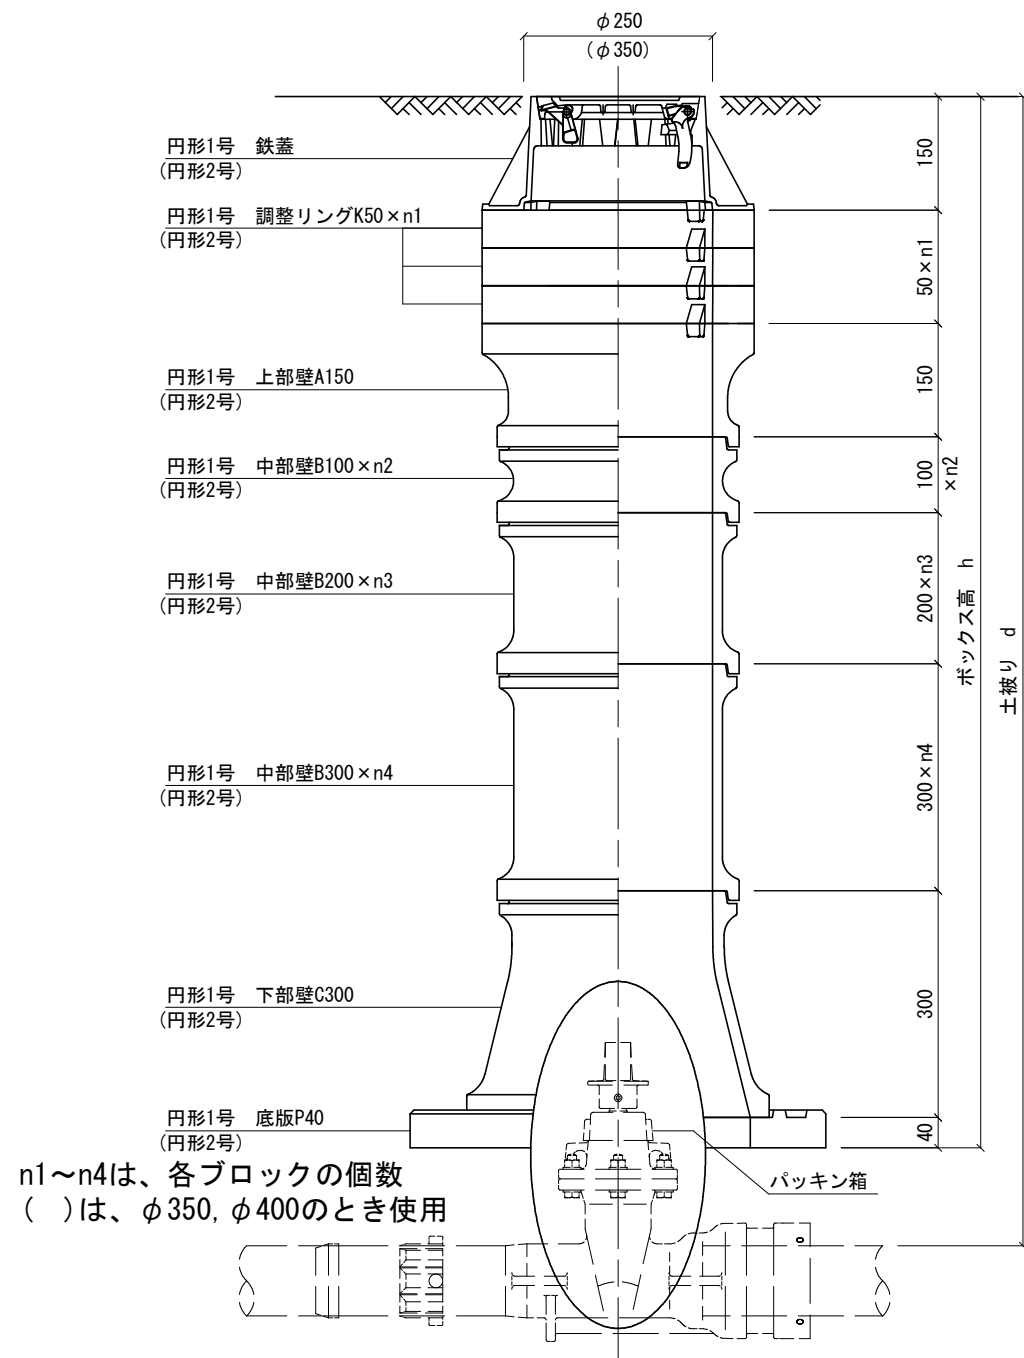 φ250
(φ350)
円形1号 鉄蓋
(円形2号)
円形1号 調整リングK50×n1
(円形2号)
円形1号 上部壁A150
(円形2号)
円形1号 中部壁B100×n2
(円形2号)
円形1号 中部壁B200×n3
(円形2号)
円形1号 中部壁B300×n4
(円形2号)
円形1号 下部壁C300
(円形2号)
円形1号 底版P40
(円形2号)
150
50×n1
150
100
×n2
200×n3
300×n4
300
40
ボックス高 h
土被り d
パッキン箱
n1～n4は、各ブロックの個数
( )は、φ350,φ400のとき使用